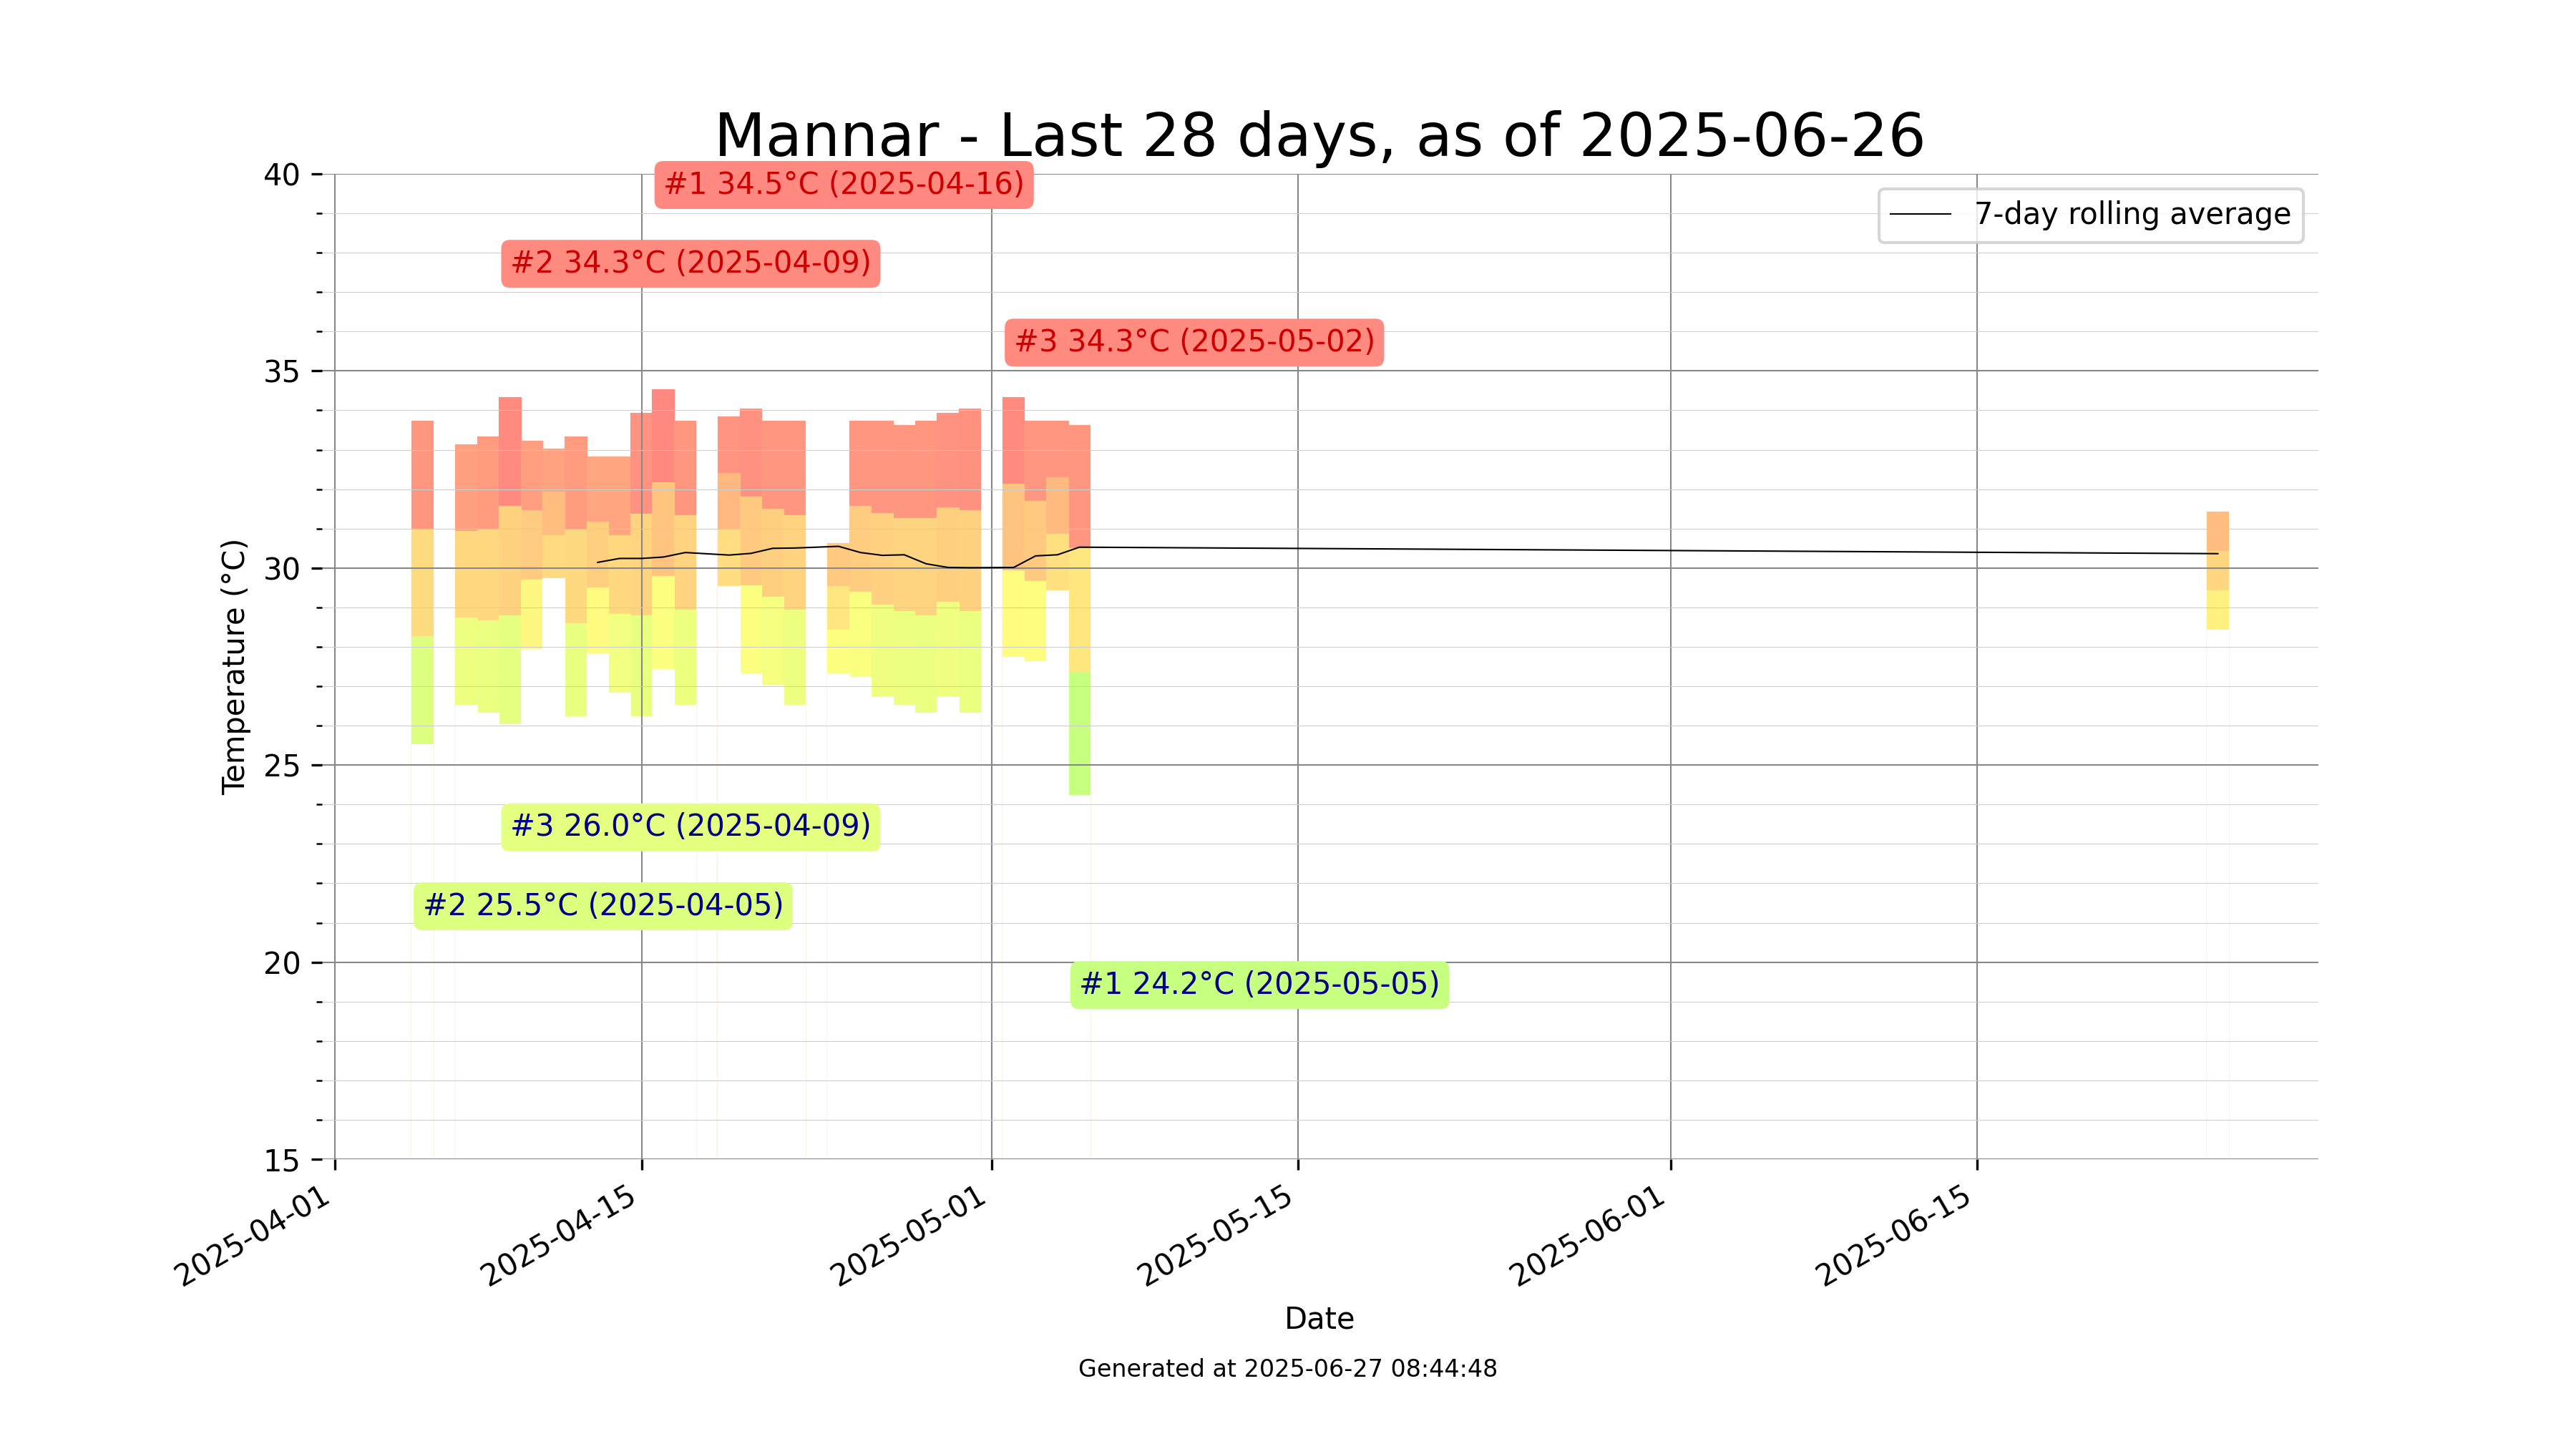 Mannar - Last 28 days, as of 2025-06-26
40
#1 34.5°C (2025-04-16)
7-day rolling average
#2 34.3°C (2025-04-09)
#3 34.3°C (2025-05-02)
35
30
Temperature (°C)
25
#3 26.0°C (2025-04-09)
#2 25.5°C (2025-04-05)
20
#1 24.2°C (2025-05-05)
15
2025-04-01
2025-04-15
2025-05-01
2025-05-15
2025-06-01
2025-06-15
Date
Generated at 2025-06-27 08:44:48